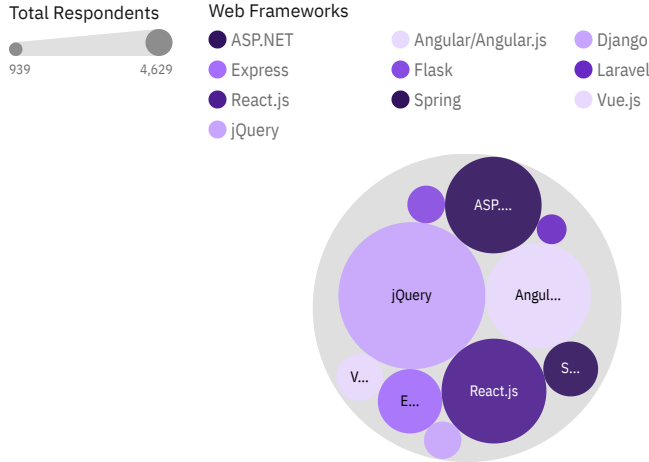 Total Respondents
939
4,629
Web Frameworks
ASP.NET
Angular/Angular.js
Django
Express
Flask
Laravel
React.js
Spring
Vue.js
jQuery
ASP....
jQuery
Angul...
V...
E...
React.js
S...